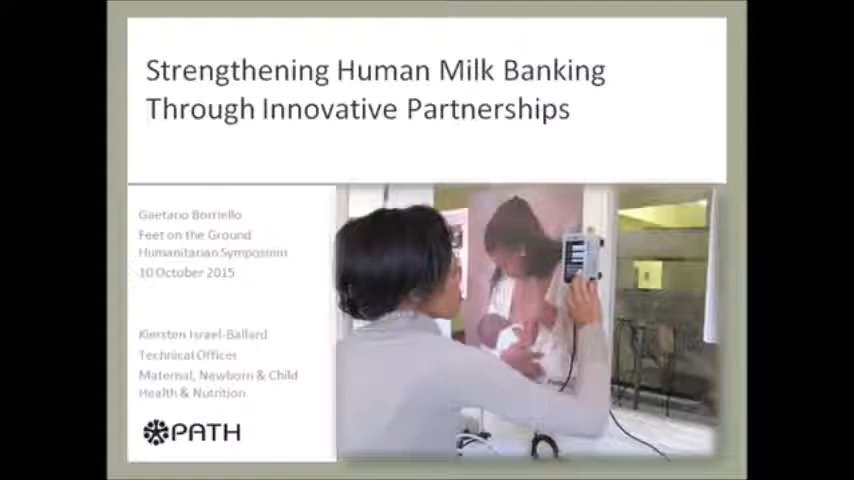 Strengthening Human Milk Banking
Through Innovative Partnerships
Gaetano Borriello
Feet on the Ground
Humanitarian Symposium
10 October 2015
Kiersten Israel-Ballard
Technical Officer
Maternal, Newborn & Child
Health & Nutrition
PATH